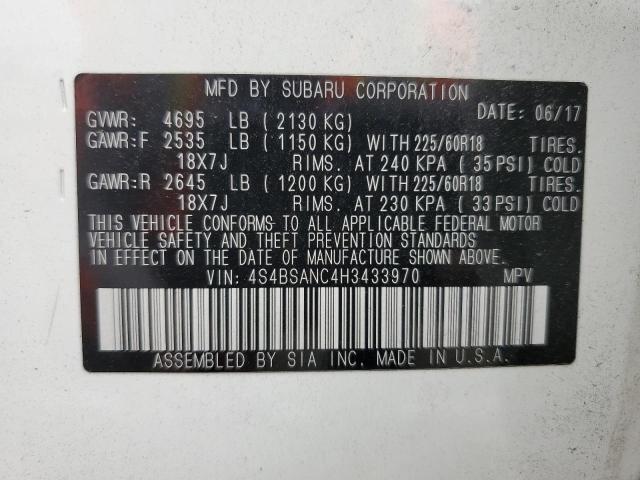 MFD BY SUBARU CORPORATION
DATE: 06/17
GVWR: 4695 LB ( 2130 KG)
GAWR:F 2535 LB ( 1150 KG) WITH 225/60R18 TIRES.
18X7J RIMS. AT 240 KPA ( 35 PSI) COLD
GAWR:R 2645 LB ( 1200 KG) WITH 225/60R18 TIRES.
18X7J RIMS. AT 230 KPA ( 33 PSI) COLD
THIS VEHICLE CONFORMS TO ALL APPLICABLE FEDERAL MOTOR
VEHICLE SAFETY AND THEFT PREVENTION STANDARDS
IN EFFECT ON THE DATE OF MANUFACTURE SHOWN ABOVE.
VIN: 4S4BSANC4H3433970 MPV
ASSEMBLED BY SIA INC. MADE IN U.S.A.